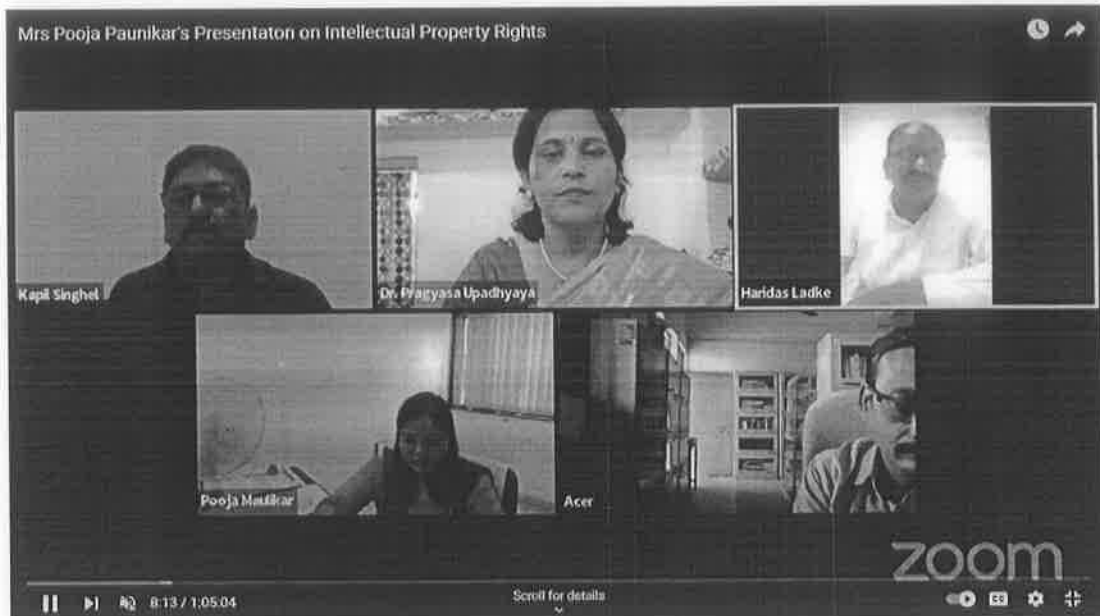 Mrs Pooja Paunikar's Presentaton on Intellectual Property Rights
Kapil Singhel
Dr. Pragyasa Upadhyaya
Haridas Ladke
Pooja Maulikar
Acer
zoom
8:13 / 1:05:04
Scroll for details
CC